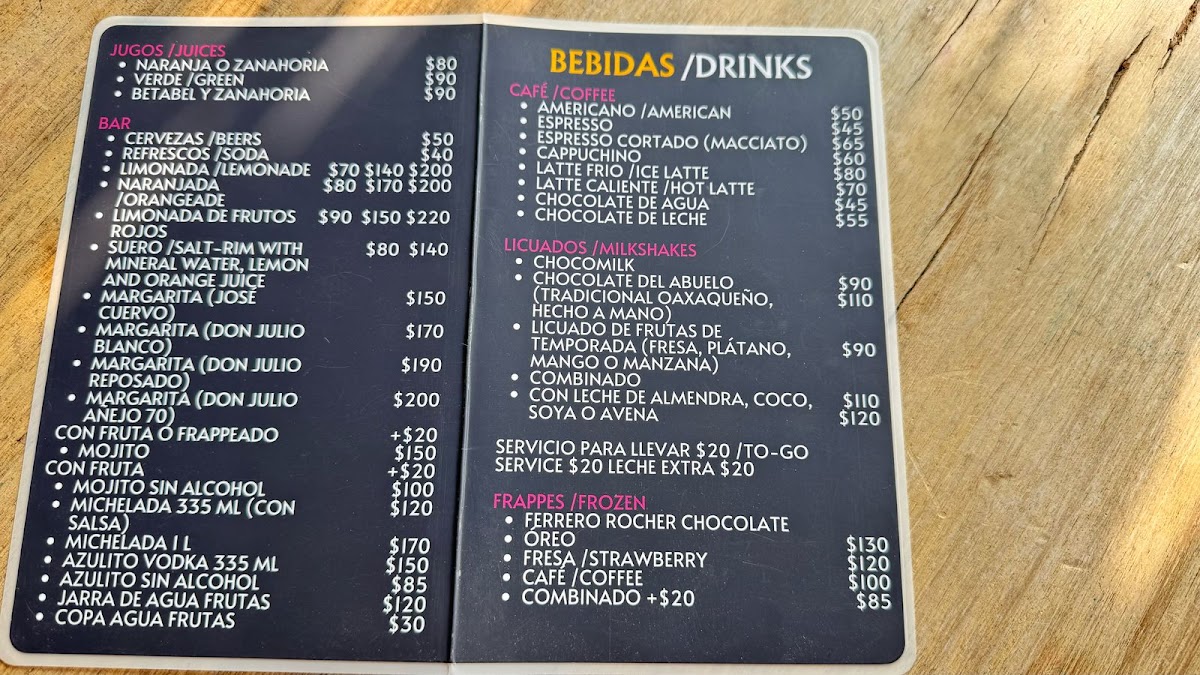 JUGOS /JUICES
• NARANJA O ZANAHORIA $80
• VERDE /GREEN $90
• BETABEL Y ZANAHORIA $90
BAR
• CERVEZAS /BEERS $50
• REFRESCOS /SODA $40
• LIMONADA /LEMONADE $70 $140 $200
• NARANJADA $80 $170 $200
/ORANGEADE
• LIMONADA DE FRUTOS $90 $150 $220
ROJOS
• SUERO /SALT-RIM WITH $80 $140
MINERAL WATER, LEMON
AND ORANGE JUICE
• MARGARITA (JOSÉ $150
CUERVO)
• MARGARITA (DON JULIO $170
BLANCO)
• MARGARITA (DON JULIO $190
REPOSADO)
• MARGARITA (DON JULIO $200
AÑEJO 70)
CON FRUTA O FRAPPEADO +$20
• MOJITO $150
CON FRUTA +$20
• MOJITO SIN ALCOHOL $100
• MICHELADA 335 ML (CON $120
SALSA)
• MICHELADA 1 L $170
• AZULITO VODKA 335 ML $150
• AZULITO SIN ALCOHOL $85
• JARRA DE AGUA FRUTAS $120
• COPA AGUA FRUTAS $30
BEBIDAS /DRINKS
CAFÉ /COFFEE
• AMERICANO /AMERICAN $50
• ESPRESSO $45
• ESPRESSO CORTADO (MACCIATO) $65
• CAPPUCHINO $60
• LATTE FRIO /ICE LATTE $80
• LATTE CALIENTE /HOT LATTE $70
• CHOCOLATE DE AGUA $45
• CHOCOLATE DE LECHE $55
LICUADOS /MILKSHAKES
• CHOCOMILK
• CHOCOLATE DEL ABUELO $90
(TRADICIONAL OAXAQUEÑO, $110
HECHO A MANO)
• LICUADO DE FRUTAS DE
TEMPORADA (FRESA, PLÁTANO, $90
MANGO O MANZANA)
• COMBINADO
• CON LECHE DE ALMENDRA, COCO, $110
SOYA O AVENA $120
SERVICIO PARA LLEVAR $20 /TO-GO
SERVICE $20 LECHE EXTRA $20
FRAPPES /FROZEN
• FERRERO ROCHER CHOCOLATE
• ÓREO $130
• FRESA /STRAWBERRY $120
• CAFÉ /COFFEE $100
• COMBINADO +$20 $85